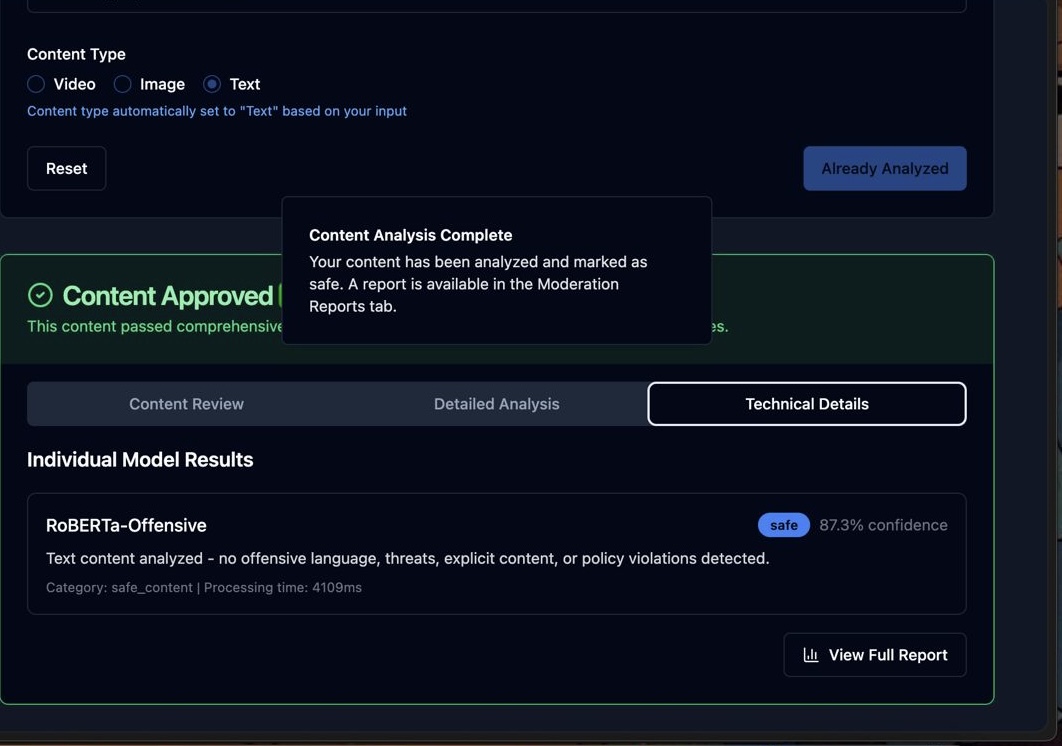 Content Type
Video Image Text
Content type automatically set to "Text" based on your input
Reset Already Analyzed
Content Analysis Complete
Your content has been analyzed and marked as
safe. A report is available in the Moderation
Reports tab.
Content Approved
This content passed comprehensive
Content Review Detailed Analysis Technical Details
Individual Model Results
RoBERTa-Offensive safe 87.3% confidence
Text content analyzed - no offensive language, threats, explicit content, or policy violations detected.
Category: safe_content | Processing time: 4109ms
View Full Report